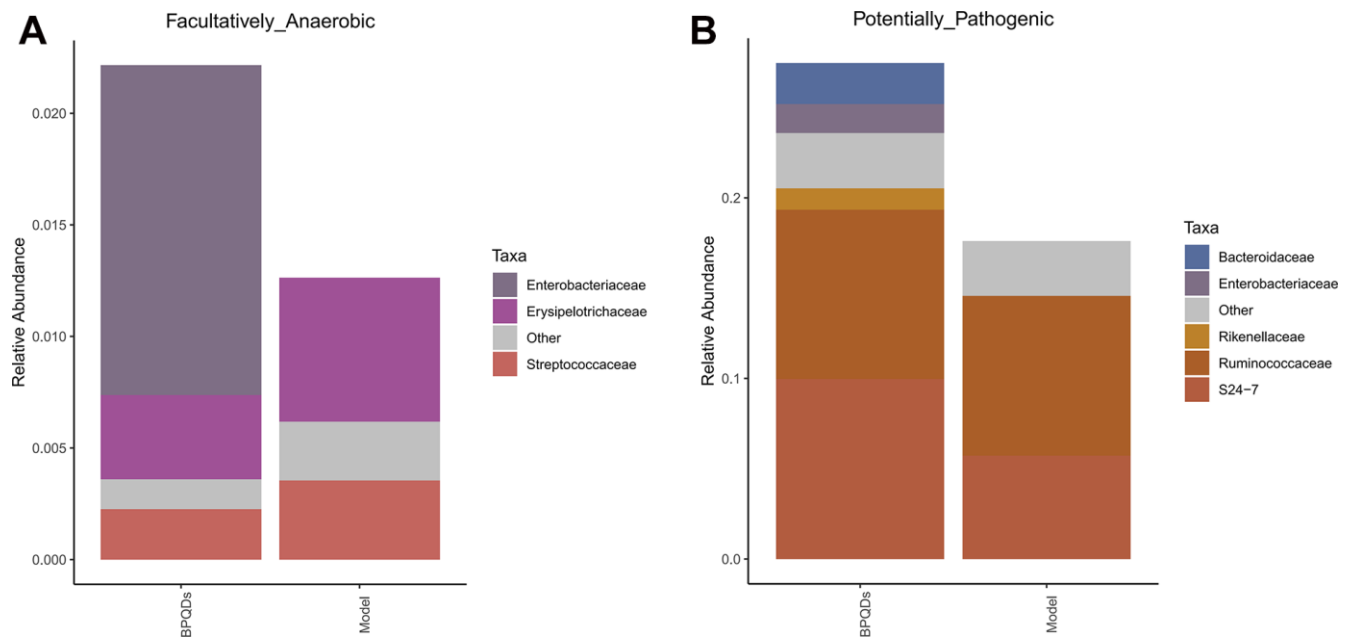 A
Facultatively_Anaerobic
Relative Abundance
0.020
0.015
0.010
0.005
0.000
BPQDs
Model
Taxa
Enterobacteriaceae
Erysipelotrichaceae
Other
Streptococcaceae
B
Potentially_Pathogenic
Relative Abundance
0.2
0.1
0.0
BPQDs
Model
Taxa
Bacteroidaceae
Enterobacteriaceae
Other
Rikenellaceae
Ruminococcaceae
S24−7